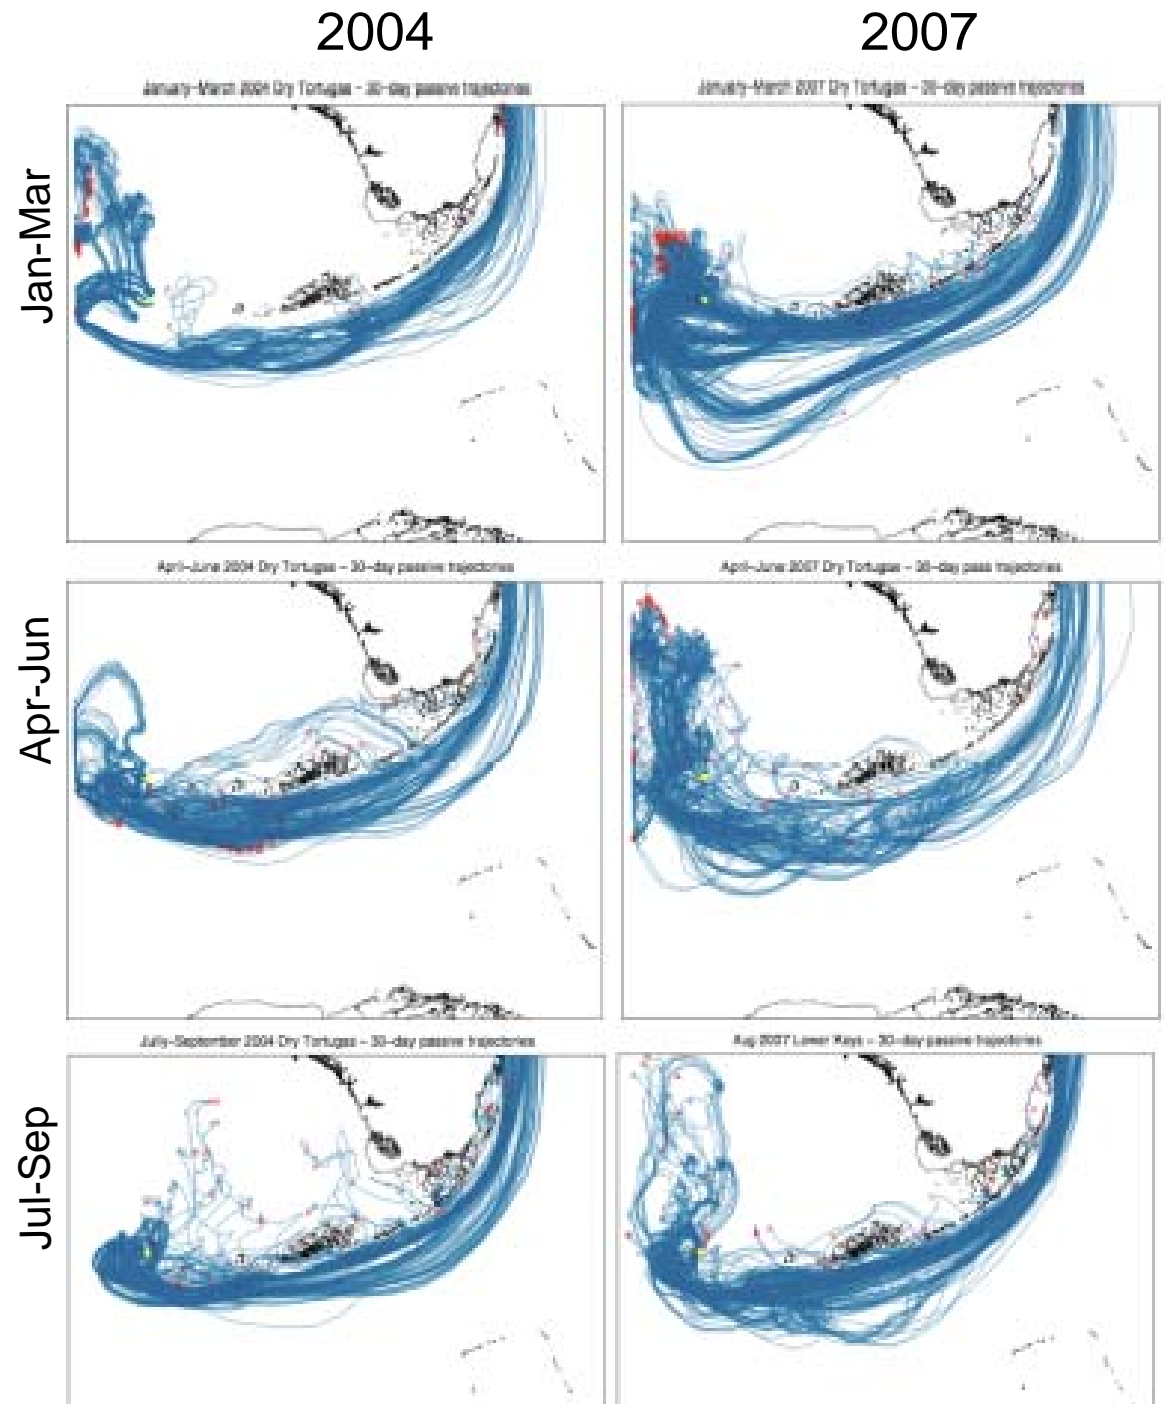 2004 2007
January-March 2004 Dry Tortugas - 30-day passive trajectories
January-March 2007 Dry Tortugas - 30-day passive trajectories
Jan-Mar
April-June 2004 Dry Tortugas - 30-day passive trajectories
April-June 2007 Dry Tortugas - 30-day pass trajectories
Apr-Jun
July-September 2004 Dry Tortugas - 30-day passive trajectories
Aug 2007 Lower Keys - 30-day passive trajectories
Jul-Sep